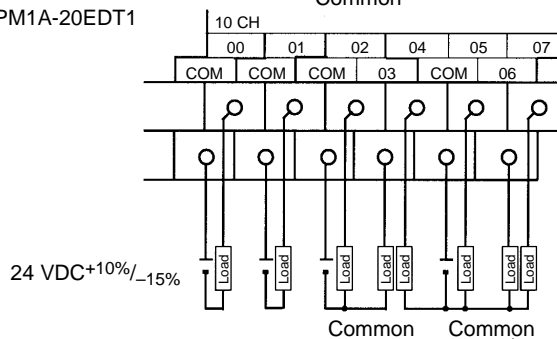 Common
PM1A-20EDT1
10 CH
00 01 02 04 05 07
COM COM COM 03 COM 06
Load Load Load Load Load Load Load Load
24 VDC+10%/–15%
Common Common